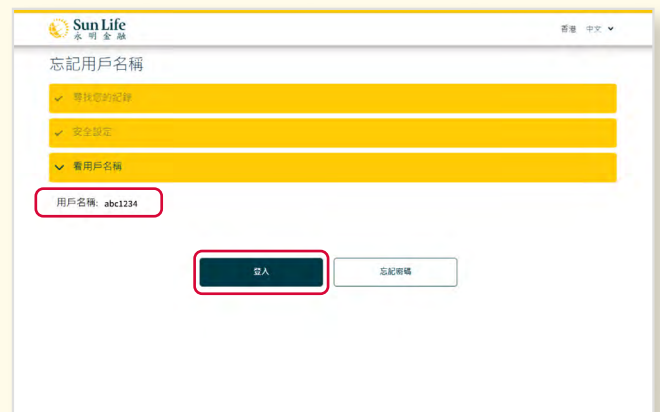 Sun Life
永明金融
香港 中文
忘記用戶名稱
尋找您的紀錄
安全設定
看用戶名稱
用戶名稱: abc1234
登入
忘記密碼